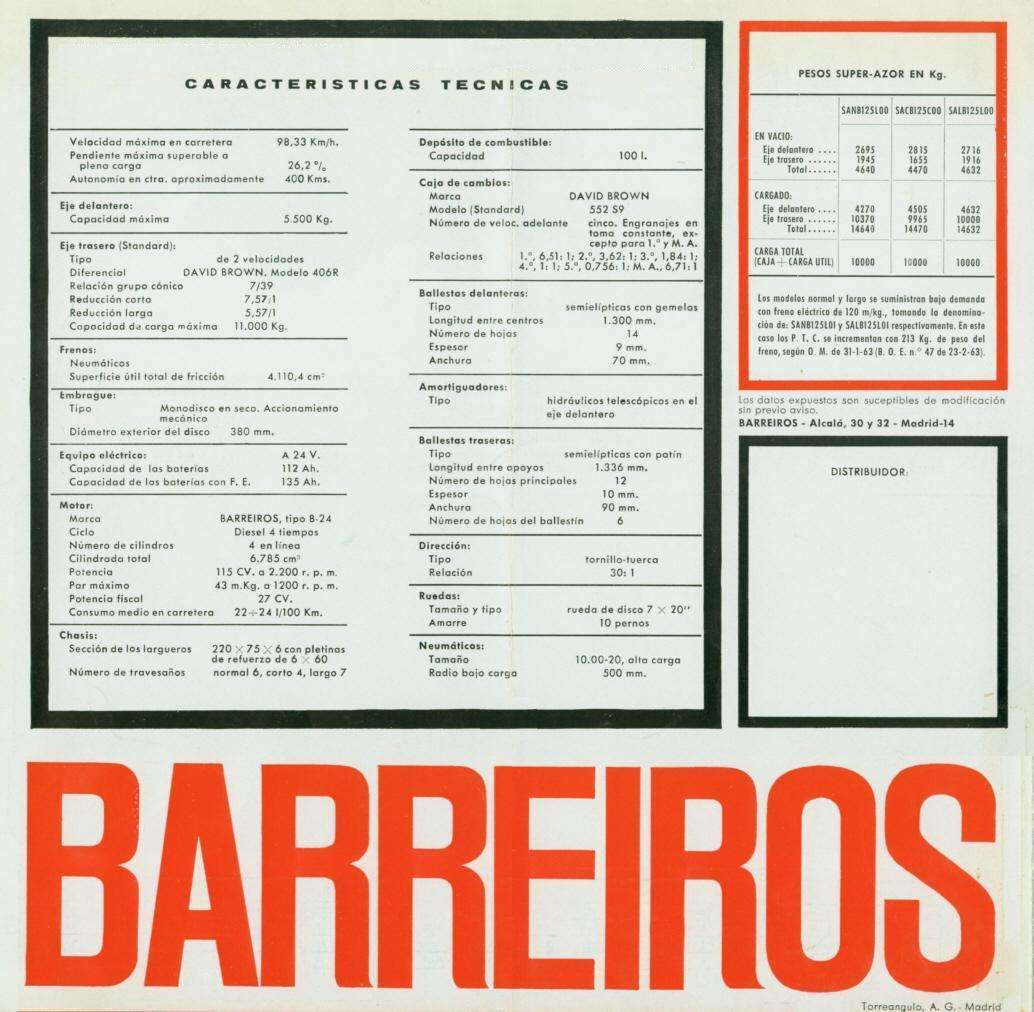 CARACTERISTICAS TECNICAS
Velocidad máxima en carretera 98,33 Km/h.
Pendiente máxima superable a
plena carga 26,2 %
Autonomía en ctra. aproximadamente 400 Kms.
Eje delantero:
Capacidad máxima 5.500 Kg.
Eje trasero (Standard):
Tipo de 2 velocidades
Diferencial DAVID BROWN. Modelo 406R
Relación grupo cónico 7/39
Reducción corta 7,57/1
Reducción larga 5,57/1
Capacidad de carga máxima 11.000 Kg.
Frenos:
Neumáticos
Superficie útil total de fricción 4.110,4 cm²
Embrague:
Tipo Monodisco en seco. Accionamiento
mecánico
Diámetro exterior del disco 380 mm.
Equipo eléctrico: A 24 V.
Capacidad de las baterías 112 Ah.
Capacidad de las baterías con F. E. 135 Ah.
Motor:
Marca BARREIROS, tipo B-24
Ciclo Diesel 4 tiempos
Número de cilindros 4 en línea
Cilindrada total 6.785 cm³
Potencia 115 CV. a 2.200 r. p. m.
Par máximo 43 m.Kg. a 1200 r. p. m.
Potencia fiscal 27 CV.
Consumo medio en carretera 22÷24 l/100 Km.
Chasis:
Sección de los largueros 220 × 75 × 6 con pletinas
de refuerzo de 6 × 60
Número de travesaños normal 6, corto 4, largo 7
Depósito de combustible:
Capacidad 100 l.
Caja de cambios:
Marca DAVID BROWN
Modelo (Standard) 552 S9
Número de veloc. adelante cinco. Engranajes en
toma constante, ex-
cepto para 1.ª y M. A.
Relaciones 1.ª, 6,51: 1; 2.ª, 3,62: 1; 3.ª, 1,84: 1;
4.ª, 1: 1; 5.ª, 0,756: 1; M. A., 6,71: 1
Ballestas delanteras:
Tipo semielípticas con gemelas
Longitud entre centros 1.300 mm.
Número de hojas 14
Espesor 9 mm.
Anchura 70 mm.
Amortiguadores:
Tipo hidráulicos telescópicos en el
eje delantero
Ballestas traseras:
Tipo semielípticas con patín
Longitud entre apoyos 1.336 mm.
Número de hojas principales 12
Espesor 10 mm.
Anchura 90 mm.
Número de hojas del ballestín 6
Dirección:
Tipo tornillo-tuerca
Relación 30: 1
Ruedas:
Tamaño y tipo rueda de disco 7 × 20''
Amarre 10 pernos
Neumáticos:
Tamaño 10.00-20, alta carga
Radio bajo carga 500 mm.
PESOS SUPER-AZOR EN Kg.
SANB125L00 SACB125C00 SALB125L00
EN VACIO:
Eje delantero .... 2695 2815 2716
Eje trasero ...... 1945 1655 1916
Total...... 4640 4470 4632
CARGADO:
Eje delantero .... 4270 4505 4632
Eje trasero ...... 10370 9965 10000
Total...... 14640 14470 14632
CARGA TOTAL
(CAJA + CARGA UTIL) 10000 10000 10000
Los modelos normal y largo se suministran bajo demanda
con freno eléctrico de 120 m/kg., tomando la denomina-
ción de: SANB125L01 y SALB125L01 respectivamente. En este
caso los P. T. C. se incrementan con 213 Kg. de peso del
freno, según O. M. de 31-1-63 (B. O. E. n.º 47 de 23-2-63).
Los datos expuestos son suceptibles de modificación
sin previo aviso.
BARREIROS - Alcalá, 30 y 32 - Madrid-14
DISTRIBUIDOR:
BARREIROS
Torreangulo, A. G. - Madrid